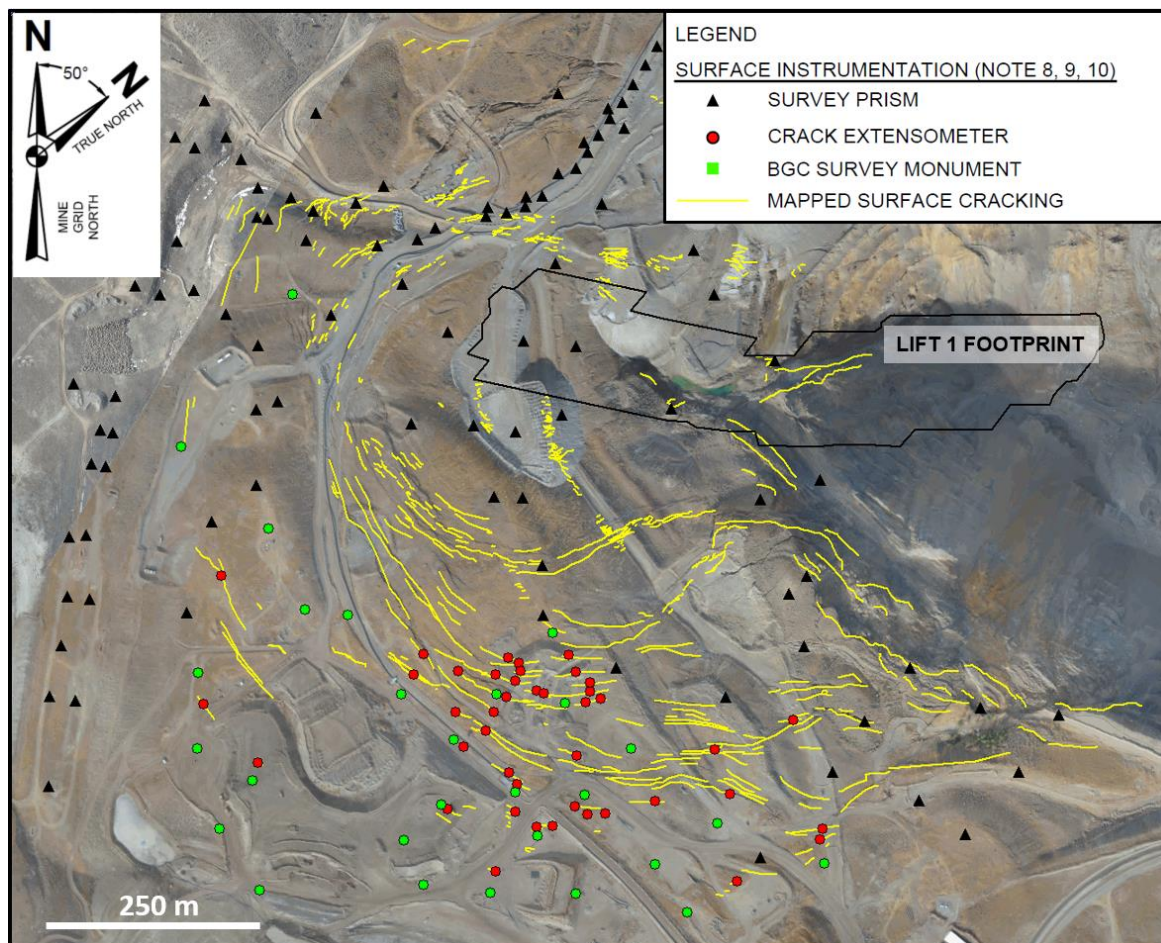 N
50°
N
TRUE NORTH
MINE
GRID
NORTH
LEGEND
SURFACE INSTRUMENTATION (NOTE 8, 9, 10)
SURVEY PRISM
CRACK EXTENSOMETER
BGC SURVEY MONUMENT
MAPPED SURFACE CRACKING
LIFT 1 FOOTPRINT
250 m